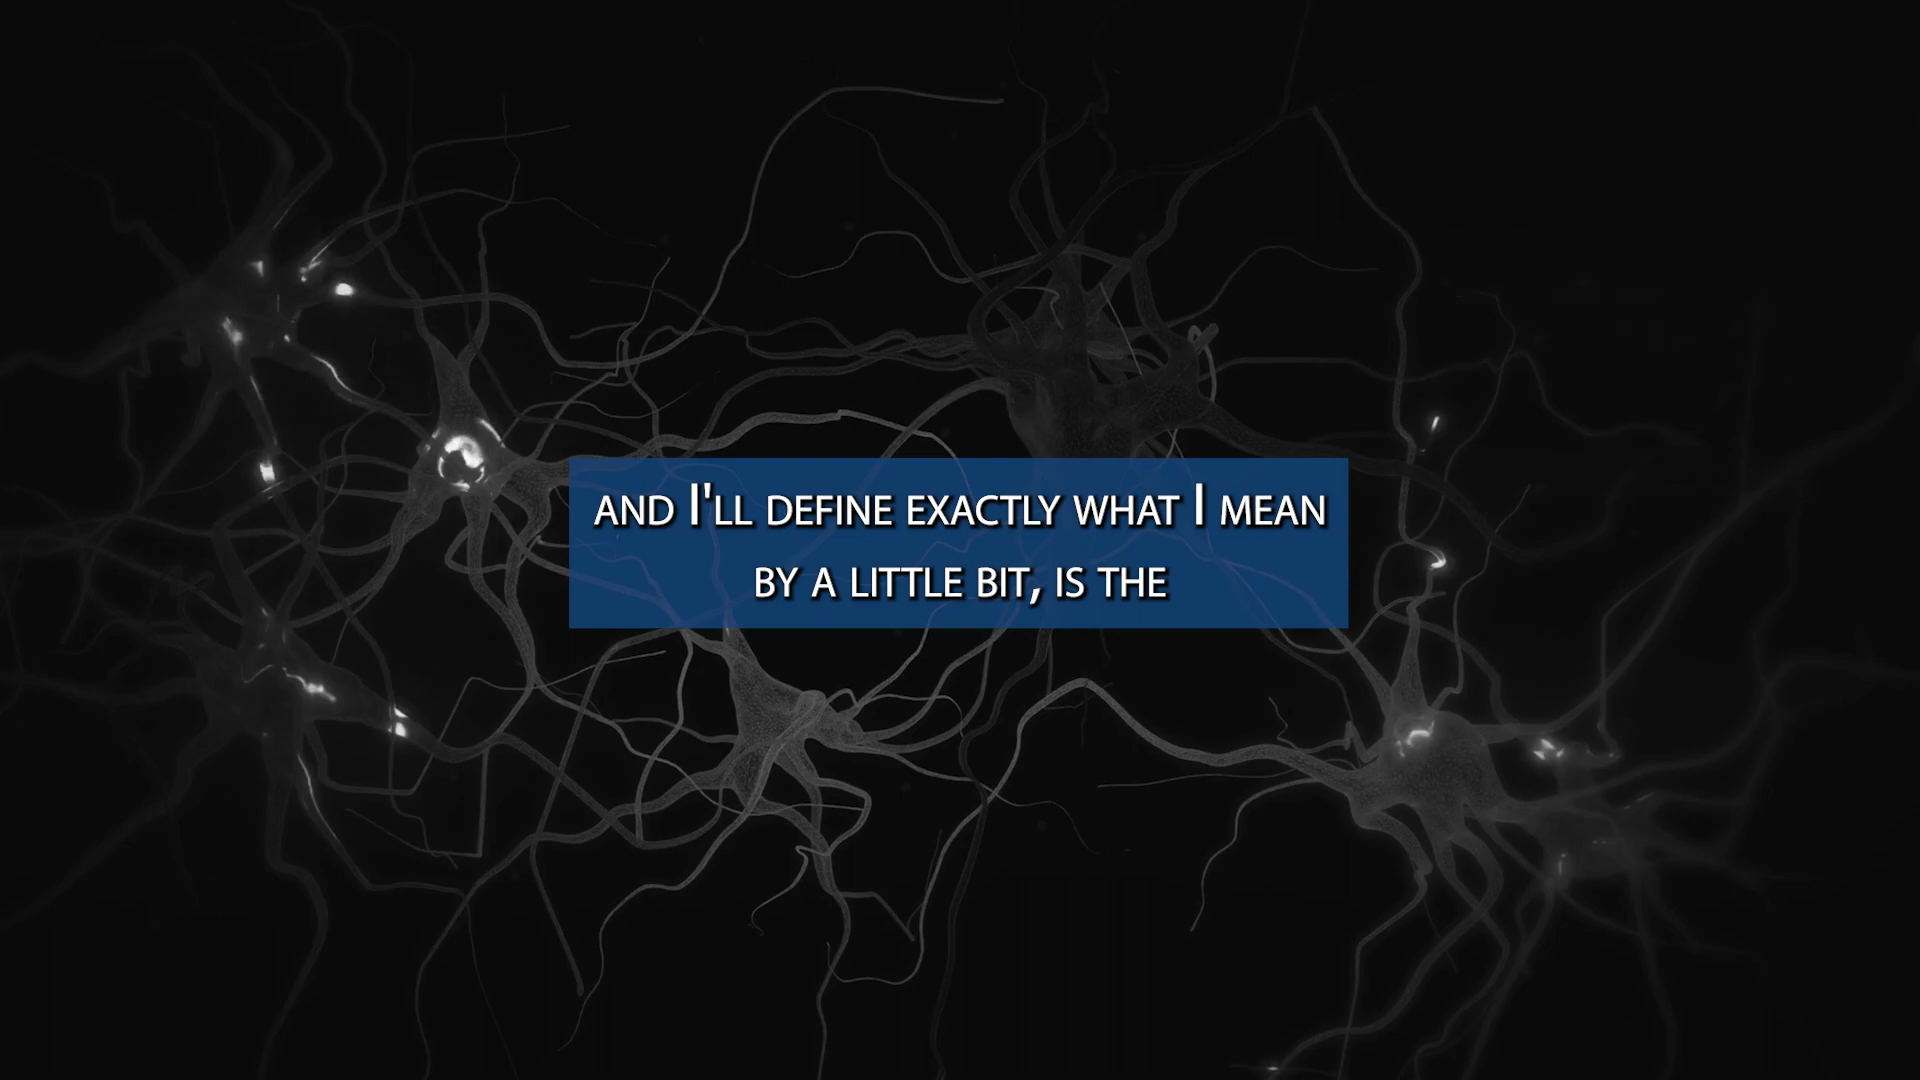 and I'll define exactly what I mean
by a little bit, is the